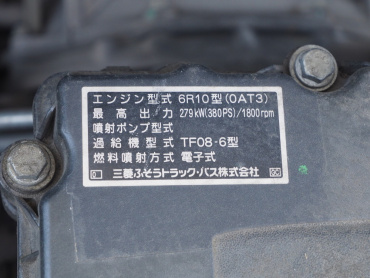 エンジン型式 6R10型(0AT3)
最高出力 279kW(380PS)/1800rpm
噴射ポンプ型式
過給機型式 TF08-6型
燃料噴射方式 電子式
三菱ふそうトラック・バス株式会社